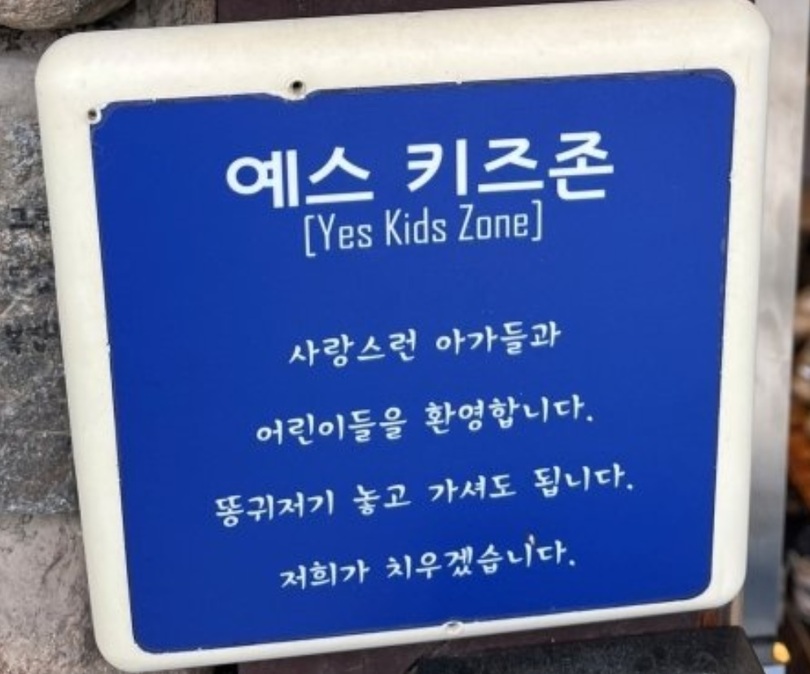 예스 키즈존
[Yes Kids Zone]
사랑스런 아가들과
어린이들을 환영합니다.
똥귀저기 놓고 가셔도 됩니다.
저희가 치우겠습니다.